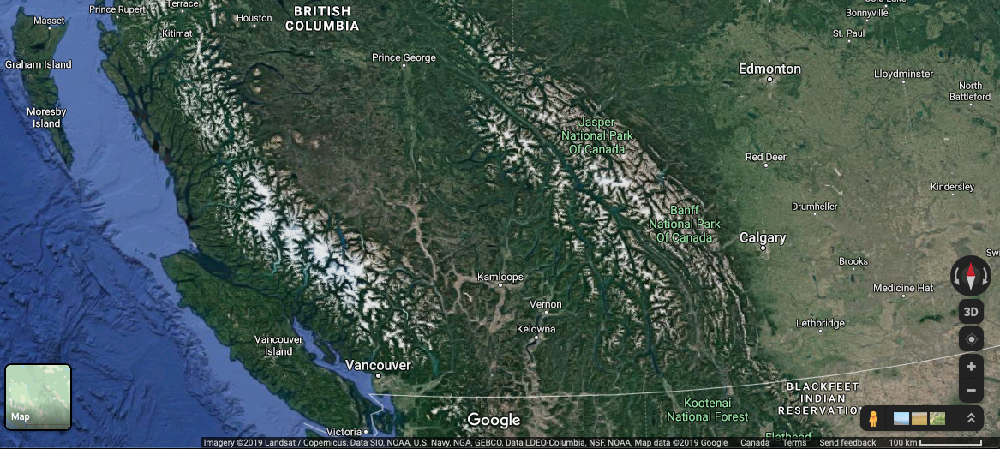 Masset
Prince Rupert
Terrace
Houston
BRITISH
COLUMBIA
Bonnyville
Kitimat
St. Paul
Graham Island
Prince George
Edmonton
Lloydminster
North
Battleford
Moresby
Island
Jasper
National Park
Of Canada
Red Deer
Kindersley
Drumheller
Banff
National Park
Of Canada
Calgary
Brooks
Kamloops
Medicine Hat
Vernon
3D
Kelowna
Lethbridge
Vancouver
Island
Vancouver
BLACKFEET
INDIAN
Kootenai
National Forest
Map
Google
Victoria
Imagery ©2019 Landsat / Copernicus, Data SIO, NOAA, U.S. Navy, NGA, GEBCO, Data LDEO-Columbia, NSF, NOAA, Map data ©2019 Google
Canada
Terms
Send feedback
100 km